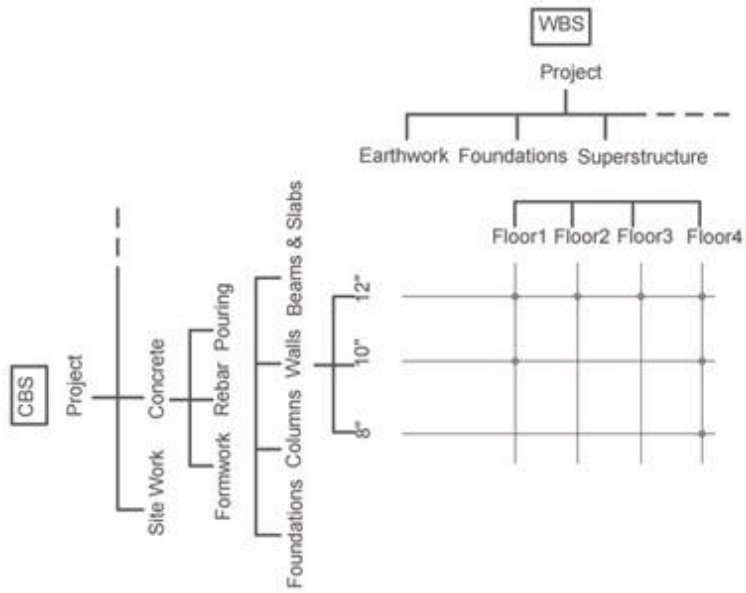 WBS
Project
Earthwork Foundations Superstructure
Floor1 Floor2 Floor3 Floor4
CBS
Project
Site Work Concrete
Formwork Rebar Pouring
Foundations Columns Walls Beams & Slabs
8" 10" 12"